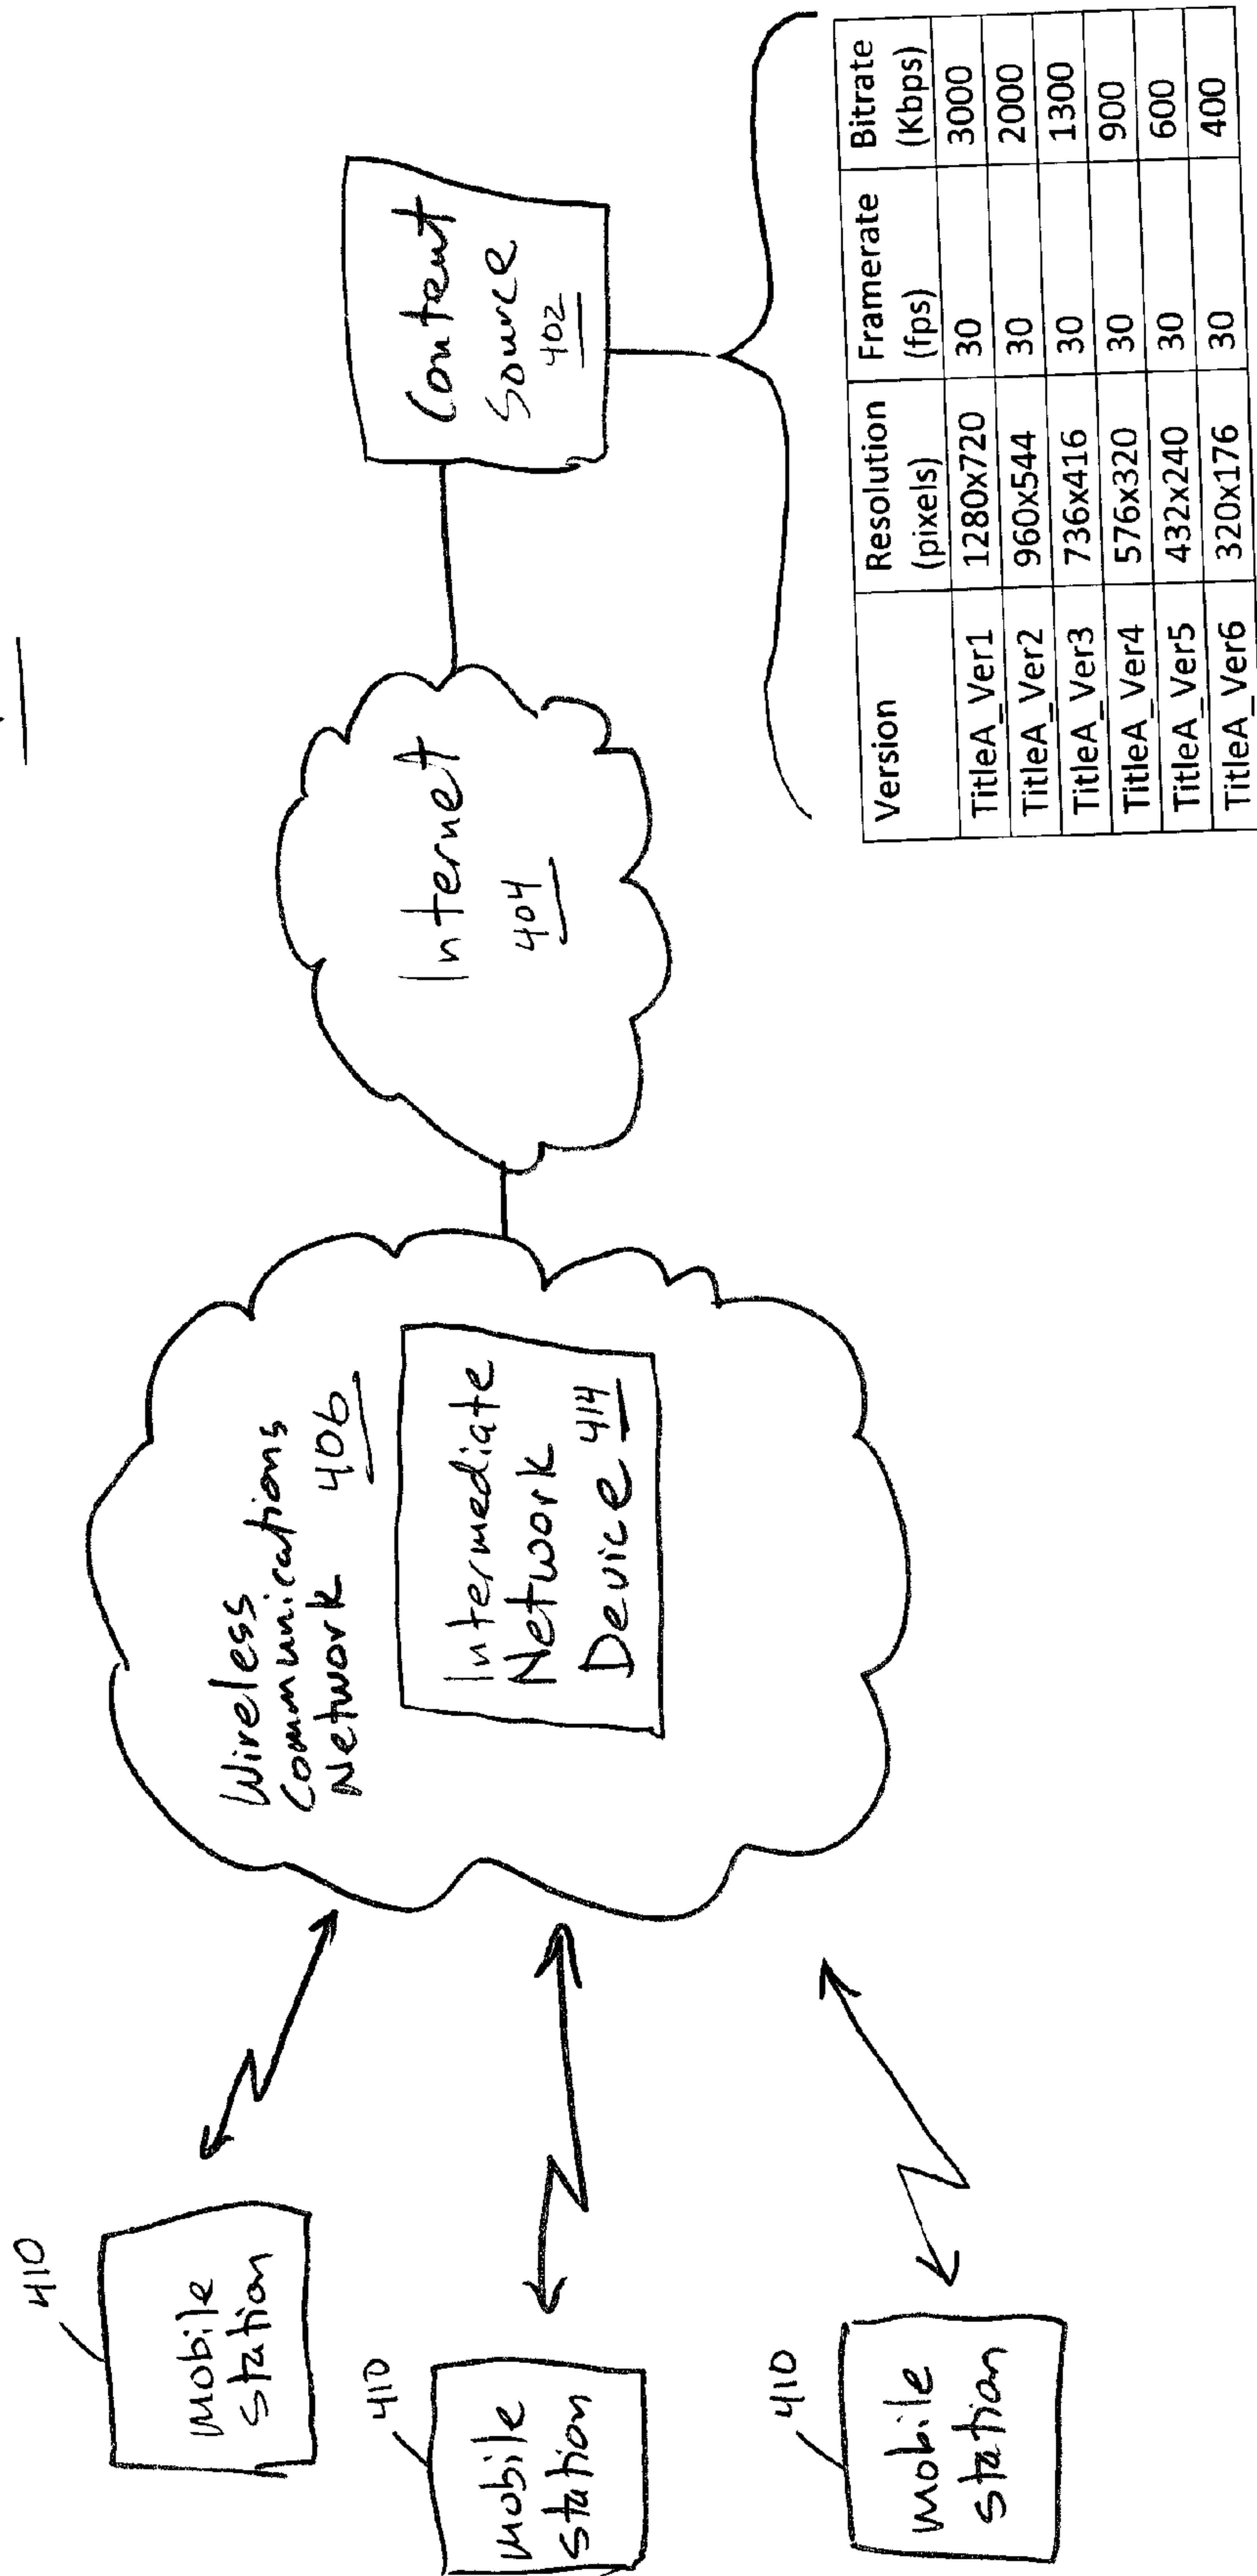 410
mobile
station
410
mobile
station
410
mobile
station
Wireless
Communications
Network 406
Intermediate
Network
Device 414
Internet
404
Content
Source
402
Version Resolution (pixels) Framerate (fps) Bitrate (Kbps)
TitleA_Ver1 1280x720 30 3000
TitleA_Ver2 960x544 30 2000
TitleA_Ver3 736x416 30 1300
TitleA_Ver4 576x320 30 900
TitleA_Ver5 432x240 30 600
TitleA_Ver6 320x176 30 400